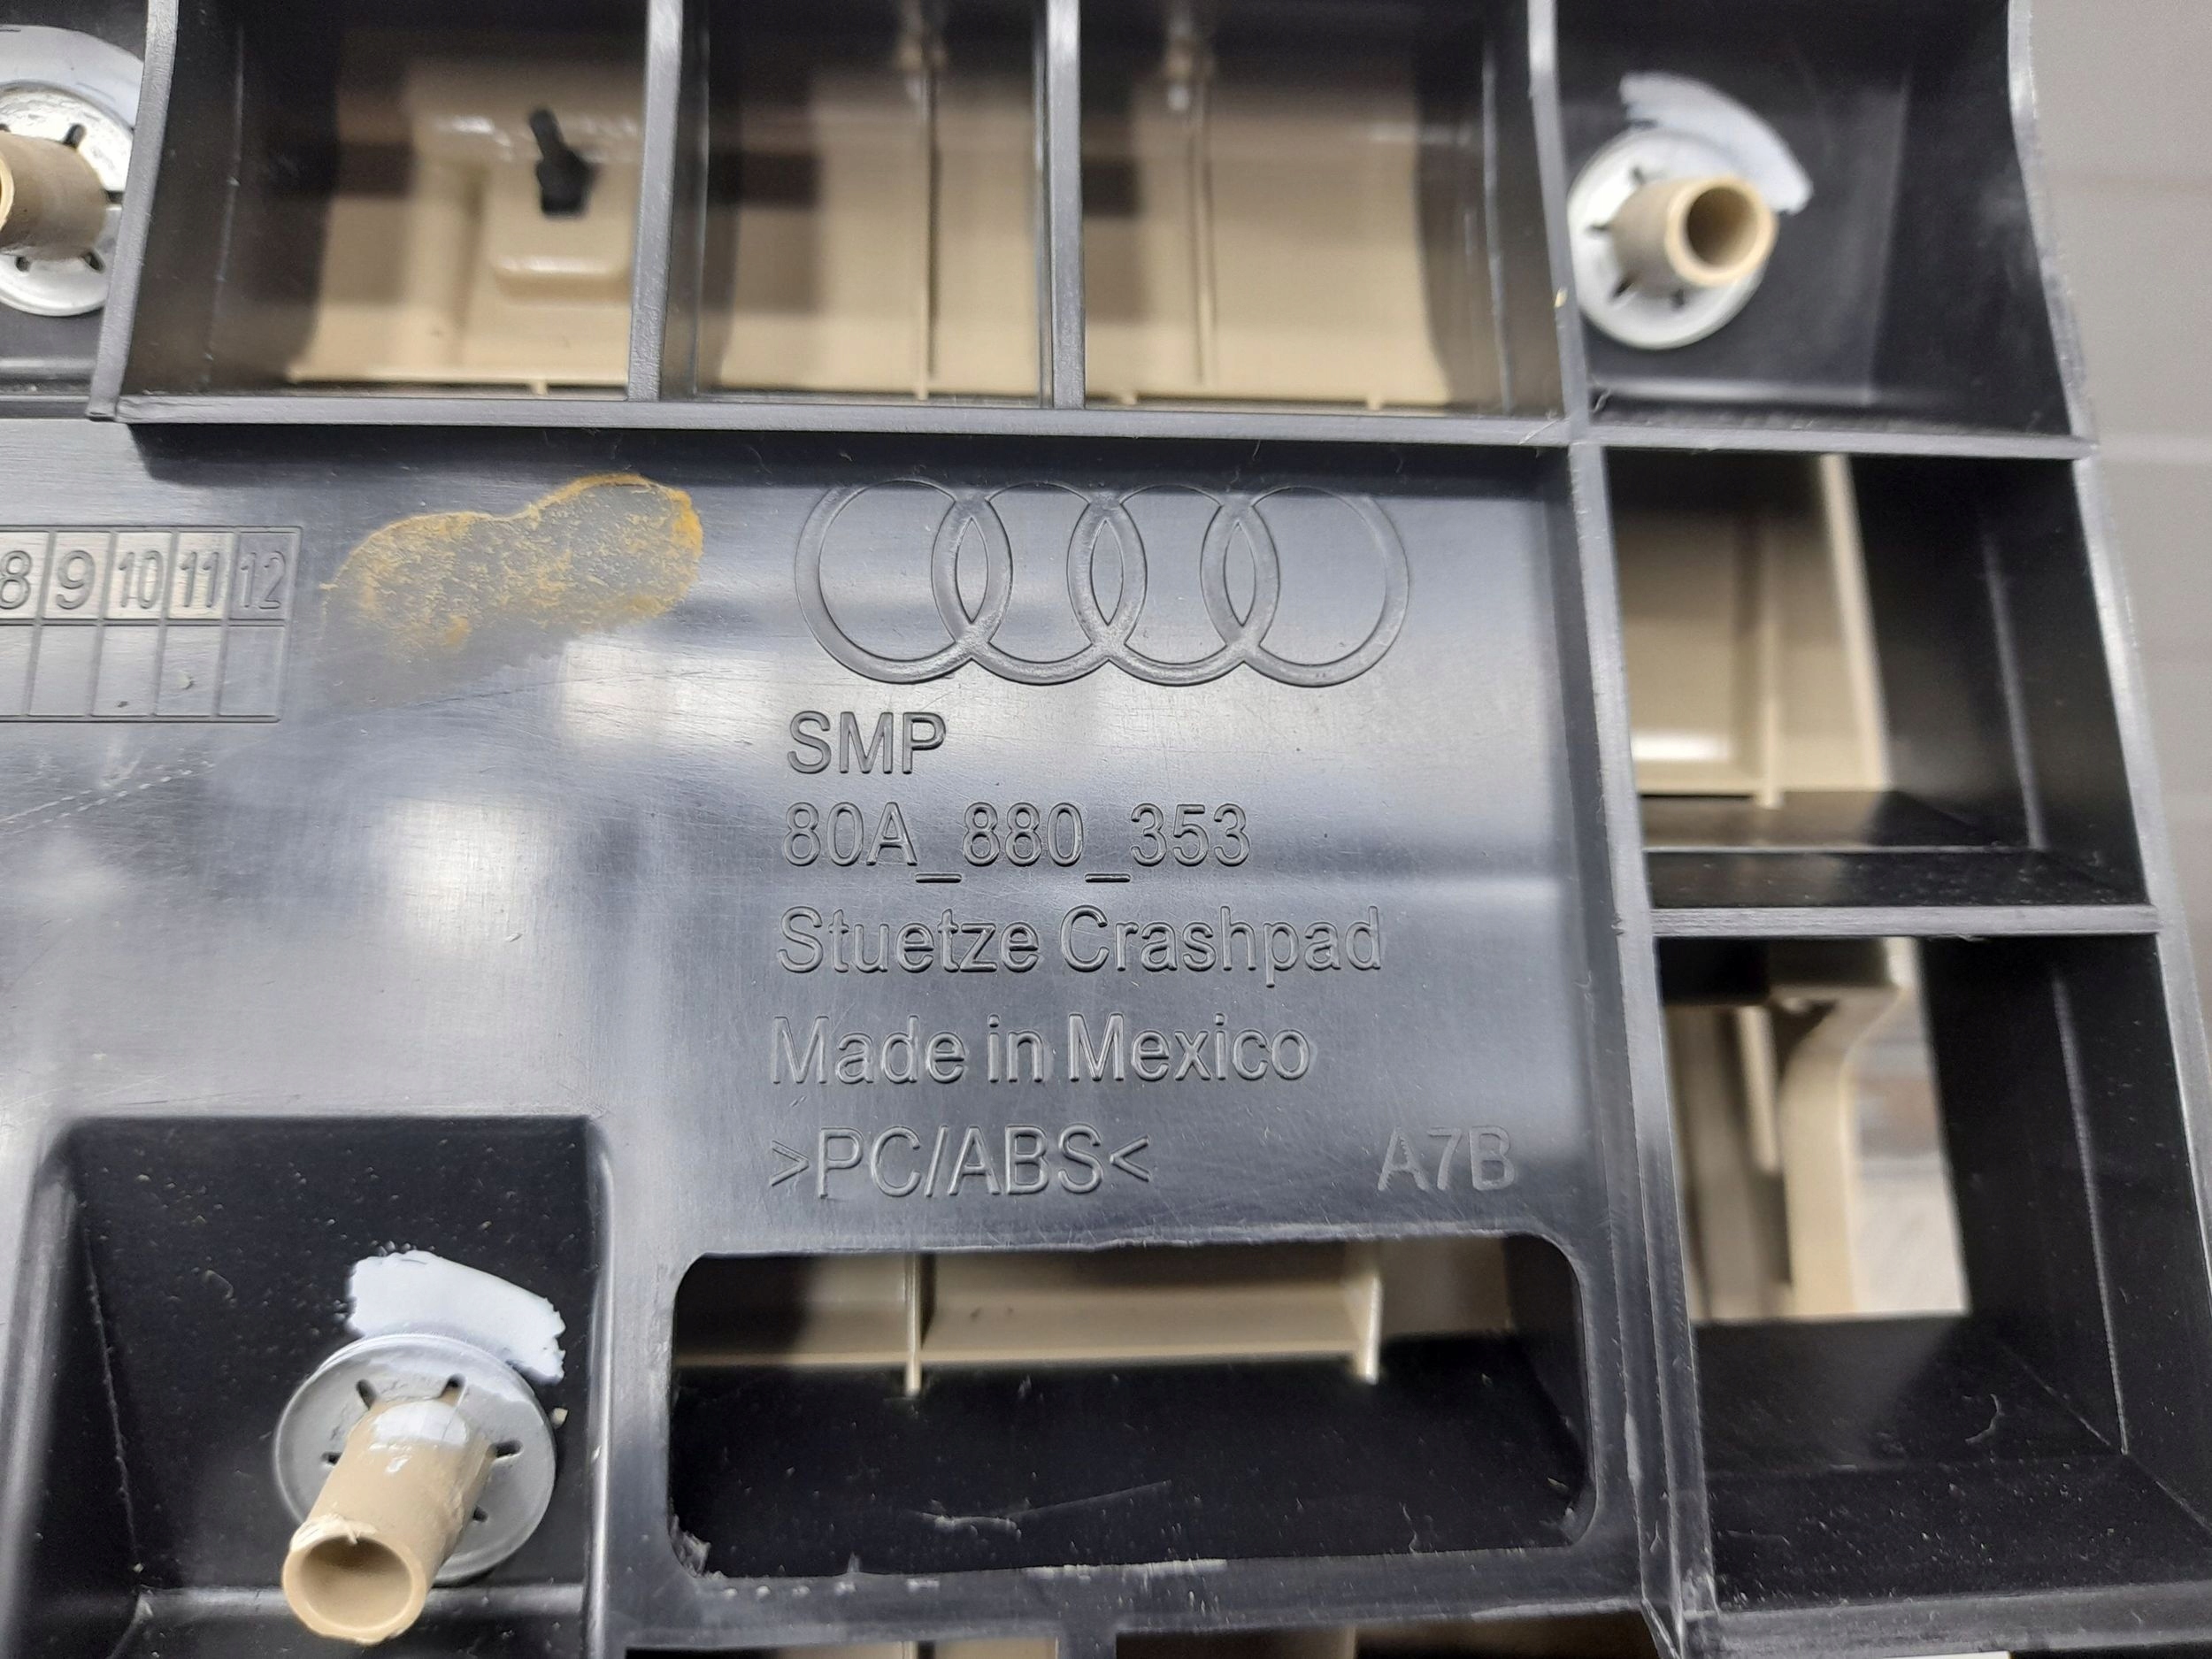 8 9 10 11 12
SMP
80A_880_353
Stuetze Crashpad
Made in Mexico
>PC/ABS< A7B